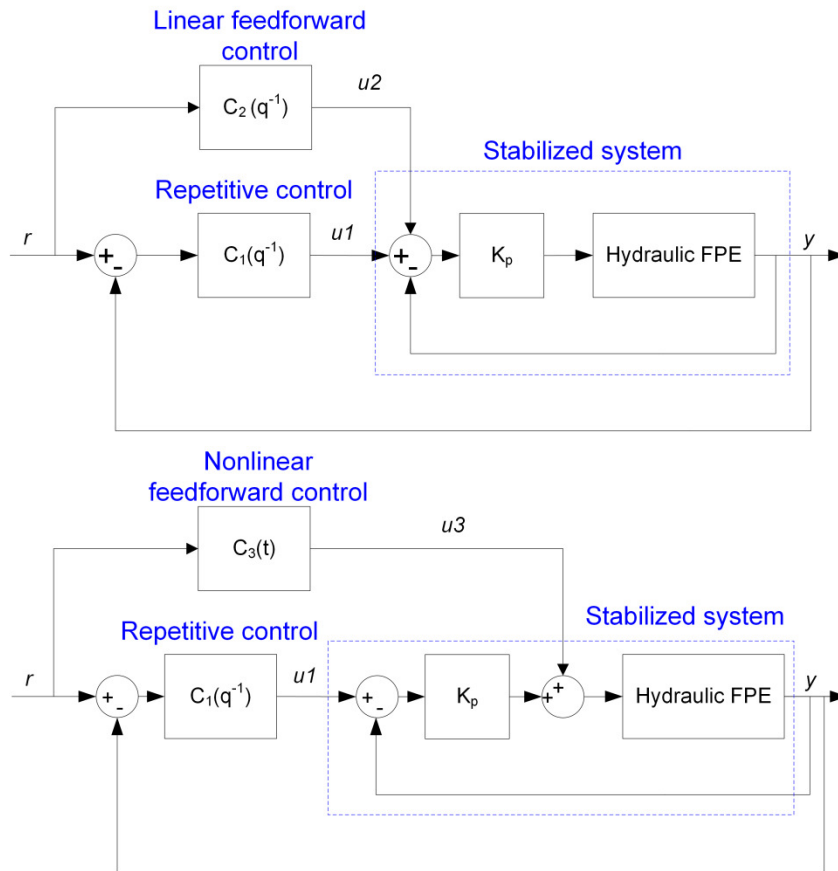 Linear feedforward
control
u2
C₂ (q⁻¹)
Stabilized system
Repetitive control
r
+
-
C₁(q⁻¹)
u1
+
-
Kₚ
Hydraulic FPE
y
Nonlinear
feedforward control
u3
C₃(t)
Stabilized system
Repetitive control
r
+
-
C₁(q⁻¹)
u1
+
-
Kₚ
+
+
Hydraulic FPE
y